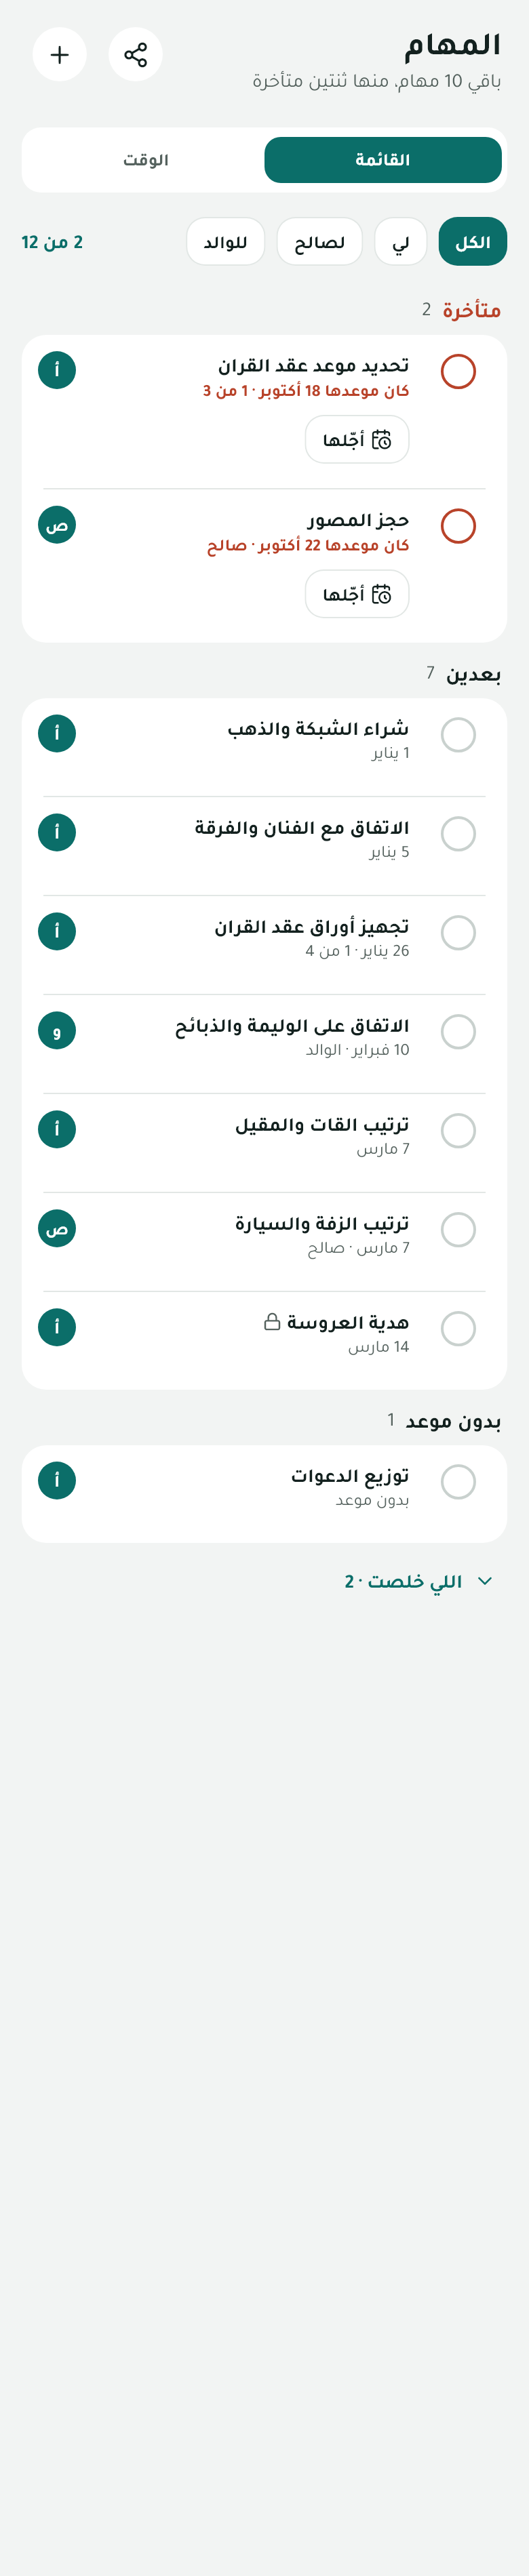 المهام
باقي 10 مهام، منها ثنتين متأخرة
القائمة
الوقت
الكل
لي
لصالح
للوالد
2 من 12
متأخرة 2
تحديد موعد عقد القران
أ
كان موعدها 18 أكتوبر · 1 من 3
أجّلها
حجز المصور
ص
كان موعدها 22 أكتوبر · صالح
أجّلها
بعدين 7
شراء الشبكة والذهب
أ
1 يناير
الاتفاق مع الفنان والفرقة
أ
5 يناير
تجهيز أوراق عقد القران
أ
26 يناير · 1 من 4
الاتفاق على الوليمة والذبائح
و
10 فبراير · الوالد
ترتيب القات والمقيل
أ
7 مارس
ترتيب الزفة والسيارة
ص
7 مارس · صالح
هدية العروسة
أ
14 مارس
بدون موعد 1
توزيع الدعوات
أ
بدون موعد
اللي خلصت · 2